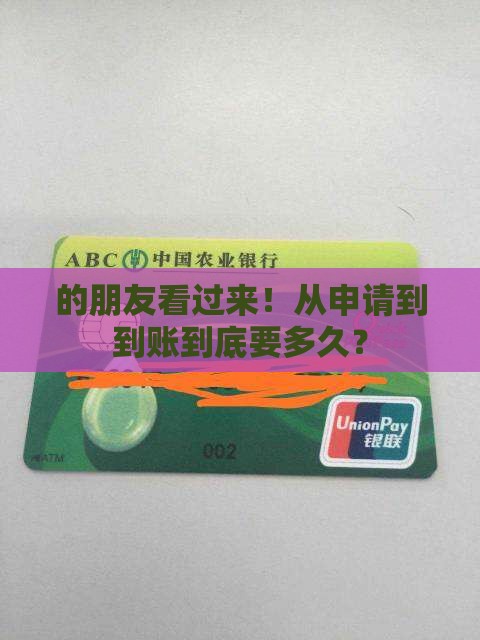 ABC 中国农业银行
的朋友看过来！从申请到
到账到底要多久？
002
UnionPay
银联
ATM